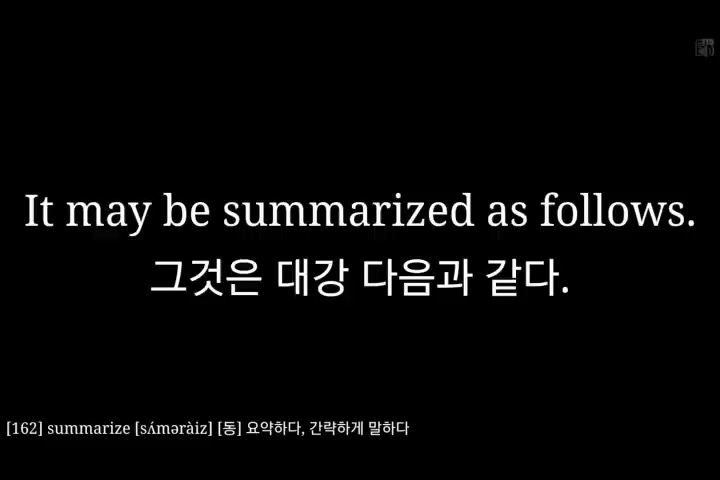 It may be summarized as follows.
그것은 대강 다음과 같다.
[162] summarize [sʌ́məràiz] [동] 요약하다, 간략하게 말하다